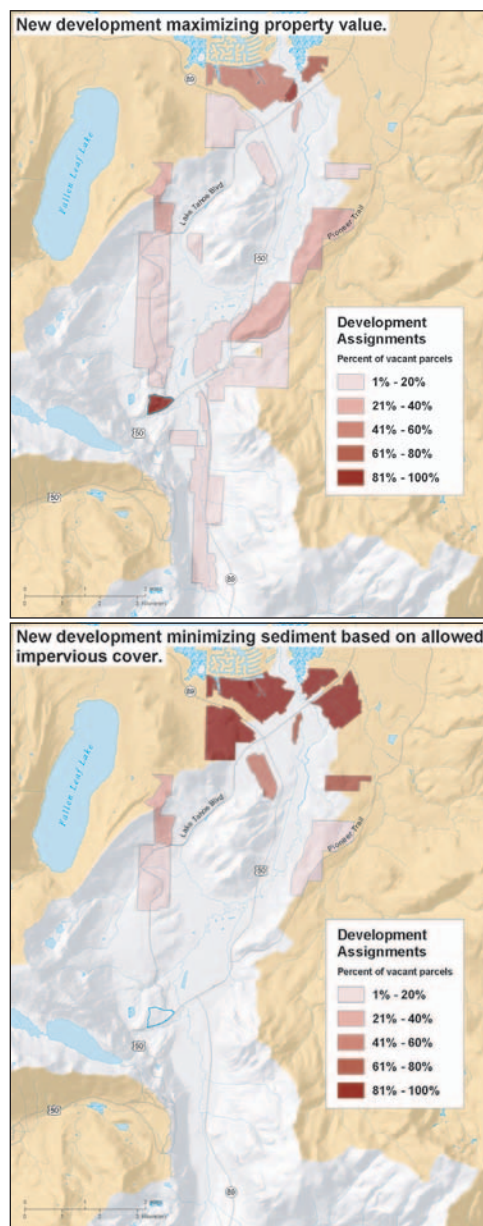 New development maximizing property value.
89
Fallen Leaf Lake
Lake Tahoe Blvd
Pioneer Trail
50
Development
Assignments
Percent of vacant parcels
1% - 20%
21% - 40%
41% - 60%
61% - 80%
81% - 100%
50
50
89
New development minimizing sediment based on allowed
impervious cover.
89
Fallen Leaf Lake
Lake Tahoe Blvd
Pioneer Trail
50
Development
Assignments
Percent of vacant parcels
1% - 20%
21% - 40%
41% - 60%
61% - 80%
81% - 100%
50
50
89